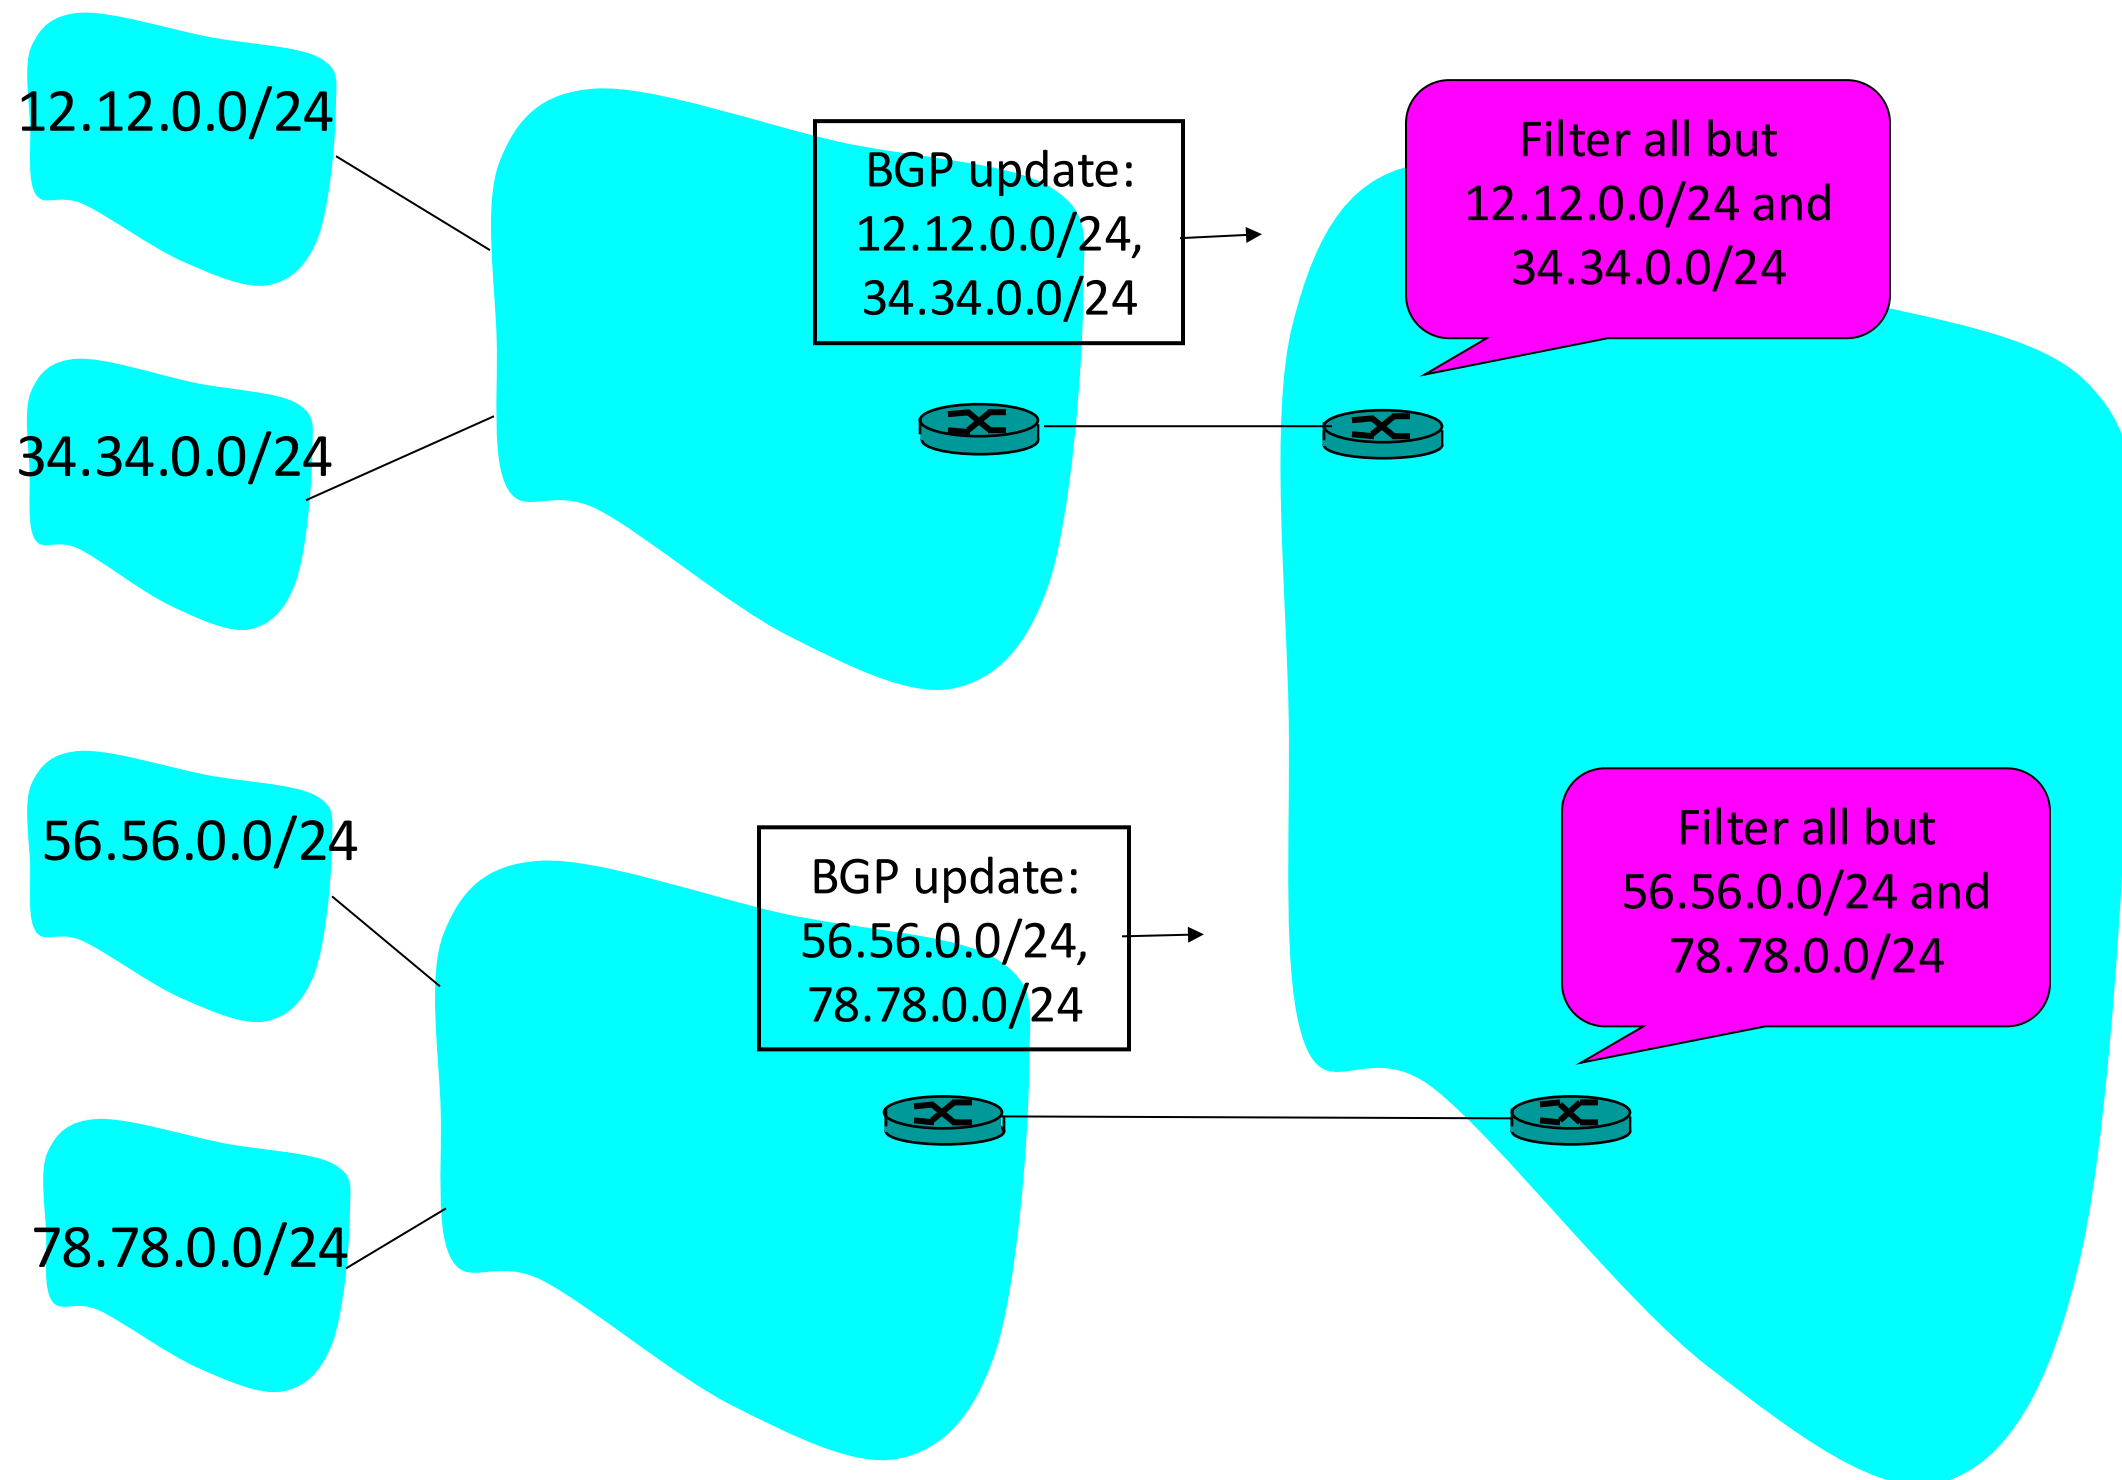 12.12.0.0/24
BGP update:
12.12.0.0/24,
34.34.0.0/24
Filter all but
12.12.0.0/24 and
34.34.0.0/24
34.34.0.0/24
56.56.0.0/24
BGP update:
56.56.0.0/24,
78.78.0.0/24
Filter all but
56.56.0.0/24 and
78.78.0.0/24
78.78.0.0/24